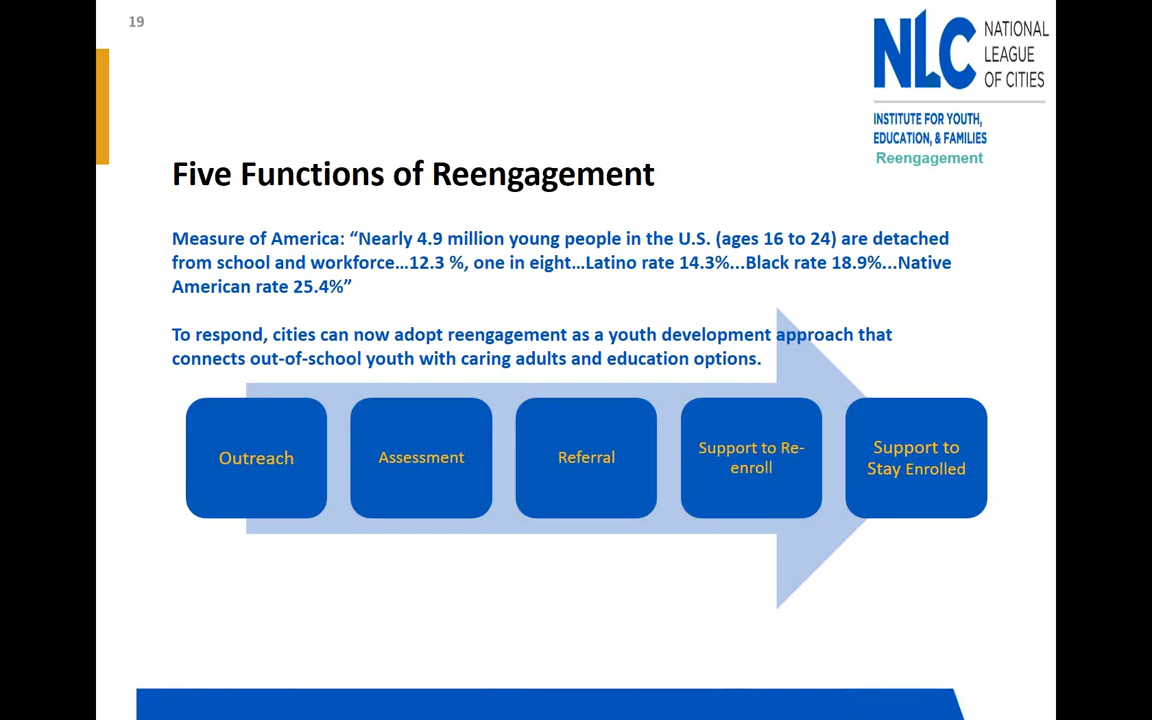 19
NLC
NATIONAL
LEAGUE
OF CITIES
INSTITUTE FOR YOUTH,
EDUCATION, & FAMILIES
Reengagement
Five Functions of Reengagement
Measure of America: “Nearly 4.9 million young people in the U.S. (ages 16 to 24) are detached
from school and workforce…12.3 %, one in eight…Latino rate 14.3%...Black rate 18.9%...Native
American rate 25.4%”
To respond, cities can now adopt reengagement as a youth development approach that
connects out-of-school youth with caring adults and education options.
Outreach
Assessment
Referral
Support to Re-
enroll
Support to
Stay Enrolled